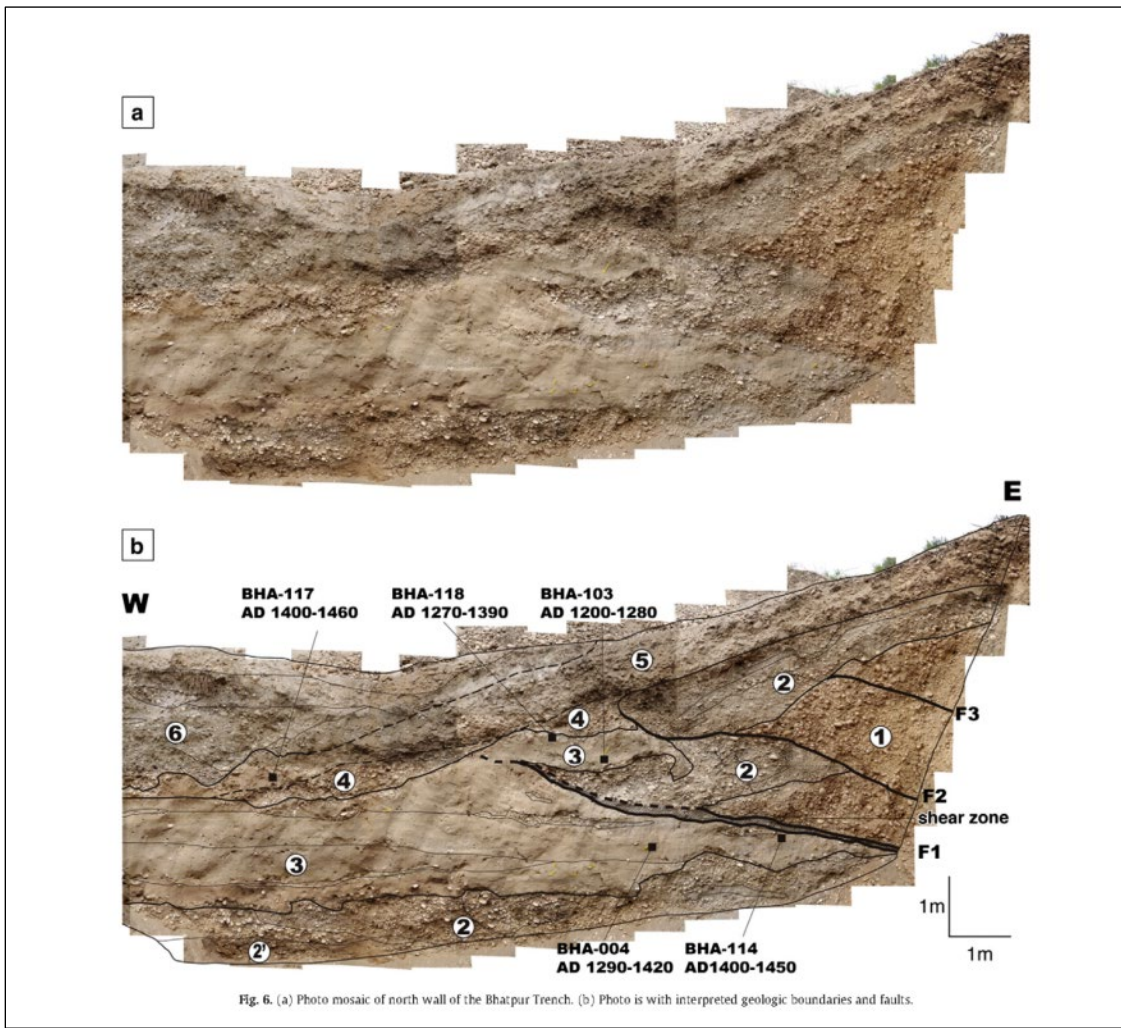 a
E
b
W
BHA-117
AD 1400-1460
BHA-118
AD 1270-1390
BHA-103
AD 1200-1280
5
2
4
F3
6
3
1
4
2
F2
shear zone
F1
3
2
1m
2'
1m
BHA-004
AD 1290-1420
BHA-114
AD1400-1450
Fig. 6. (a) Photo mosaic of north wall of the Bhatpur Trench. (b) Photo is with interpreted geologic boundaries and faults.